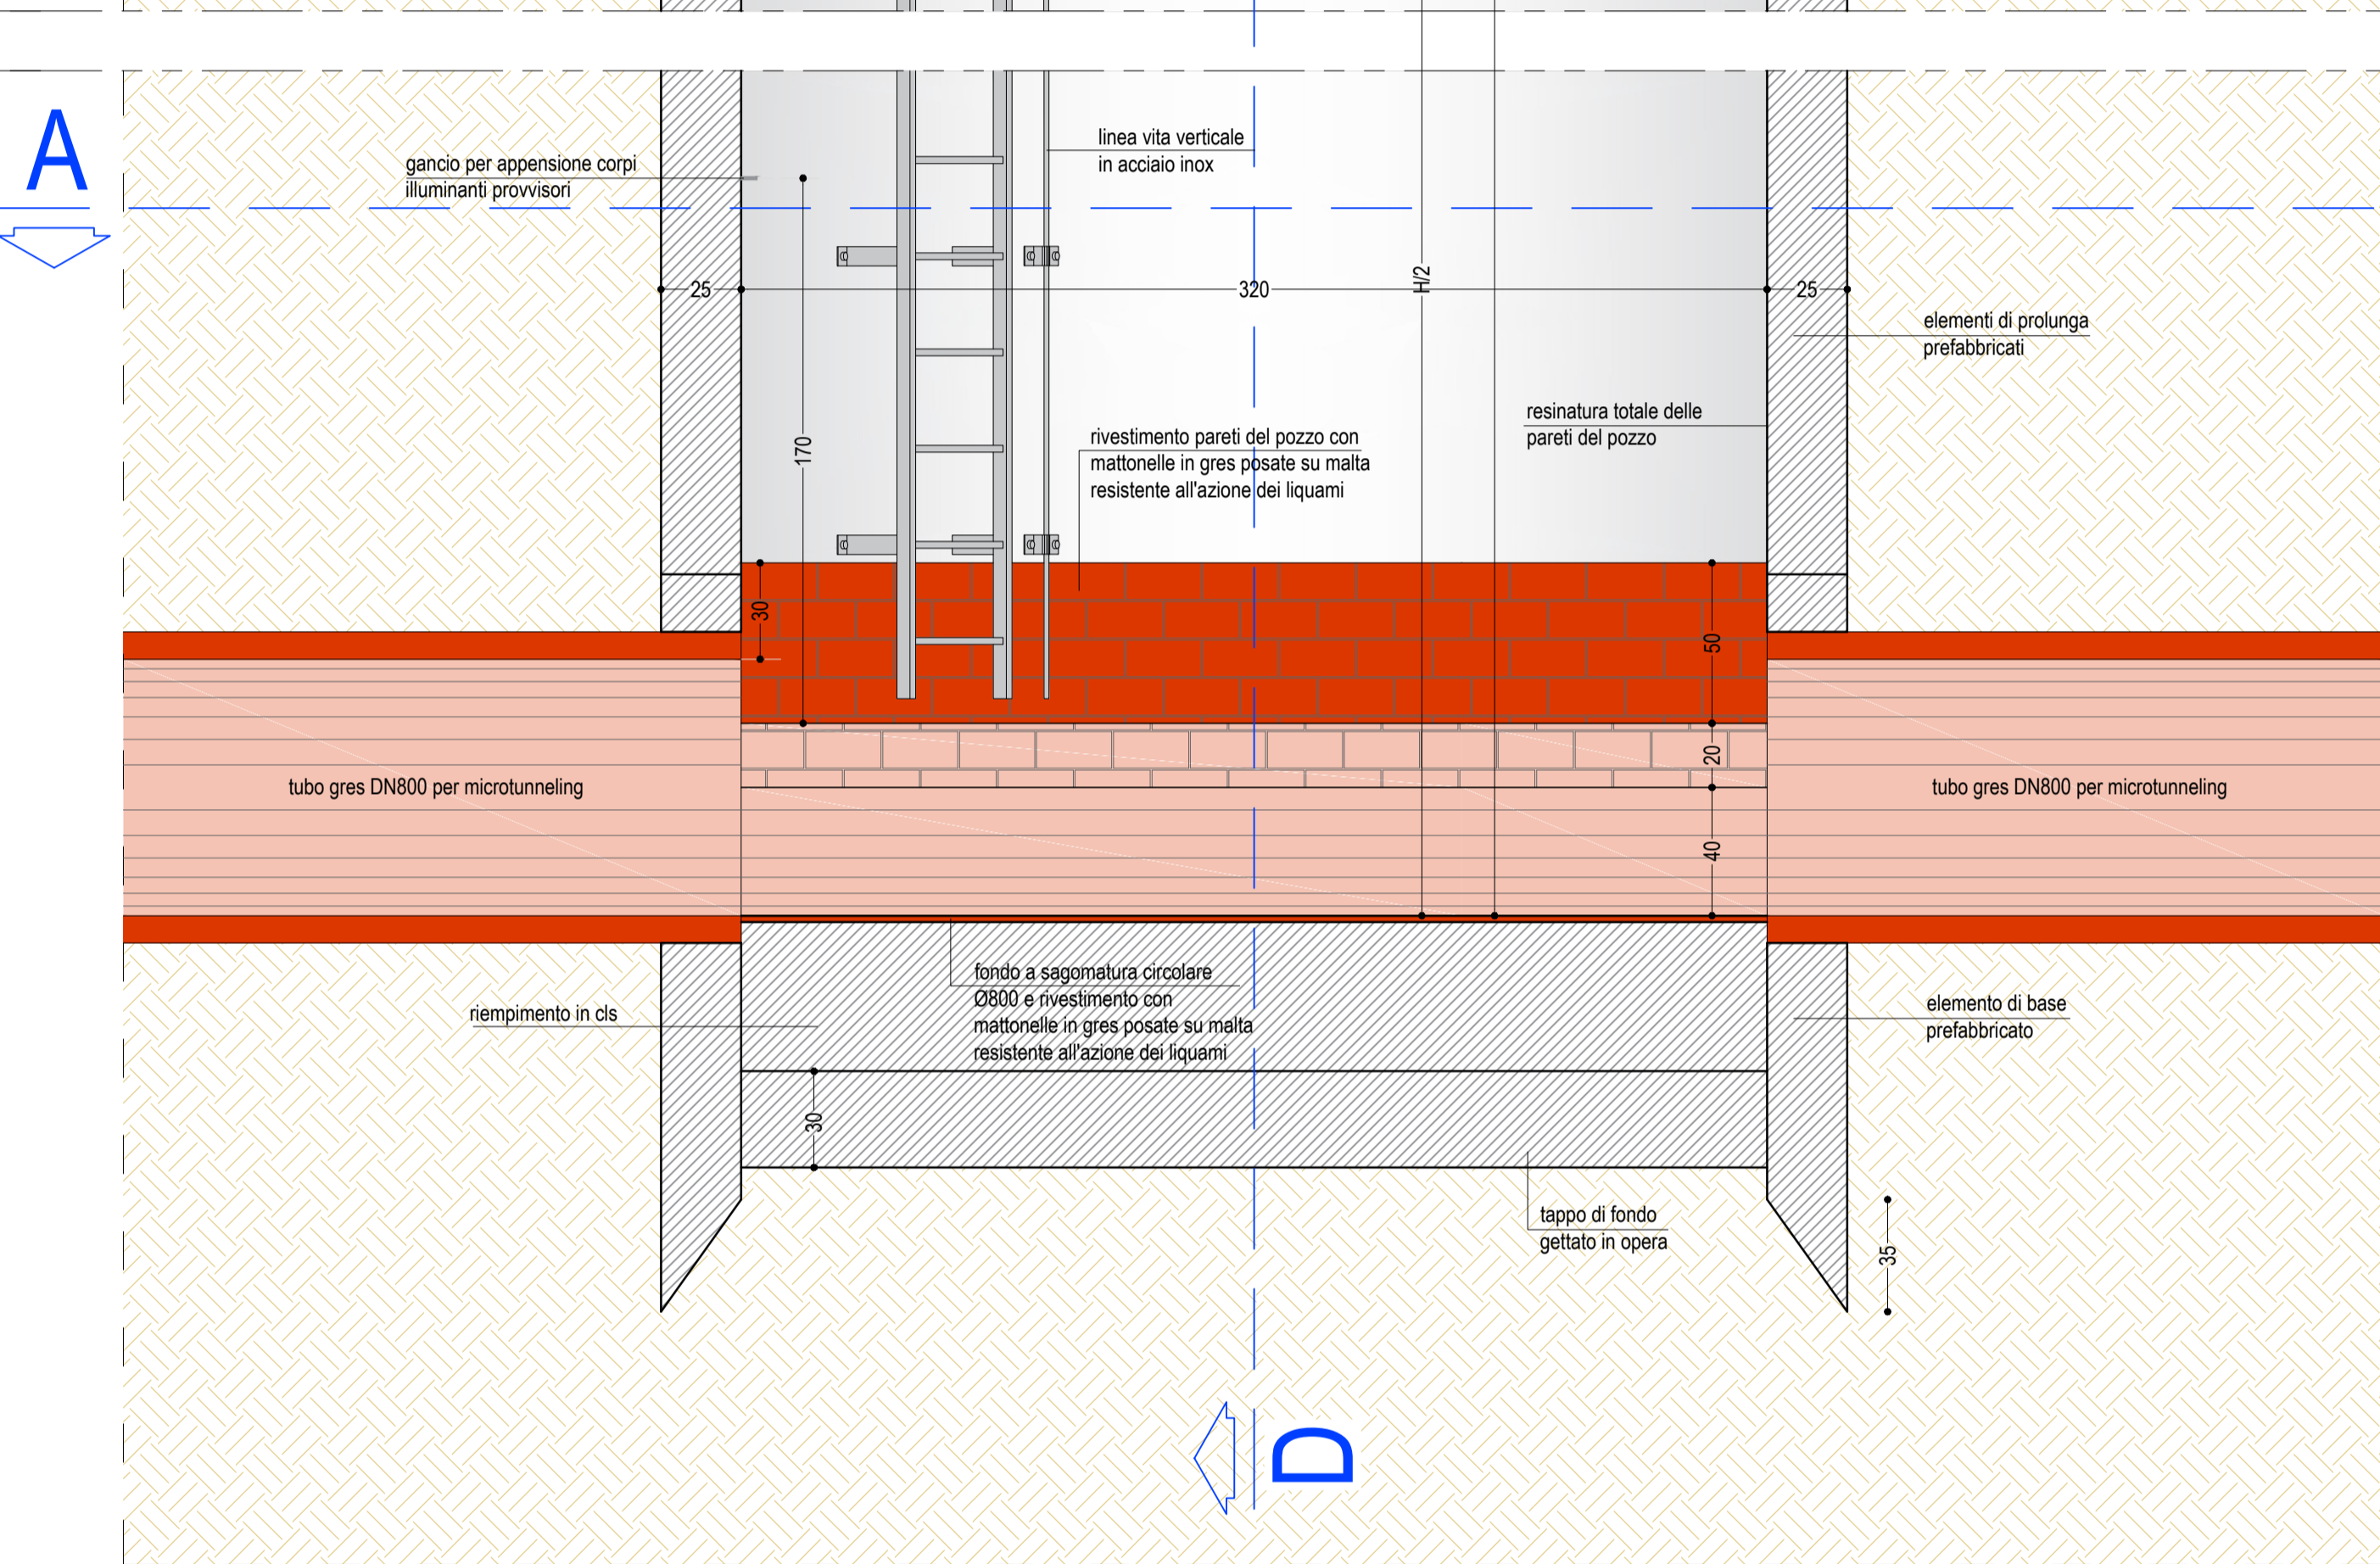 A
gancio per appensione corpi
illuminanti provvisori
linea vita verticale
in acciaio inox
25
320
H/2
25
elementi di prolunga
prefabbricati
resinatura totale delle
pareti del pozzo
170
rivestimento pareti del pozzo con
mattonelle in gres posate su malta
resistente all'azione dei liquami
30
50
20
tubo gres DN800 per microtunneling
tubo gres DN800 per microtunneling
40
fondo a sagomatura circolare
Ø800 e rivestimento con
mattonelle in gres posate su malta
resistente all'azione dei liquami
riempimento in cls
elemento di base
prefabbricato
30
tappo di fondo
gettato in opera
35
D